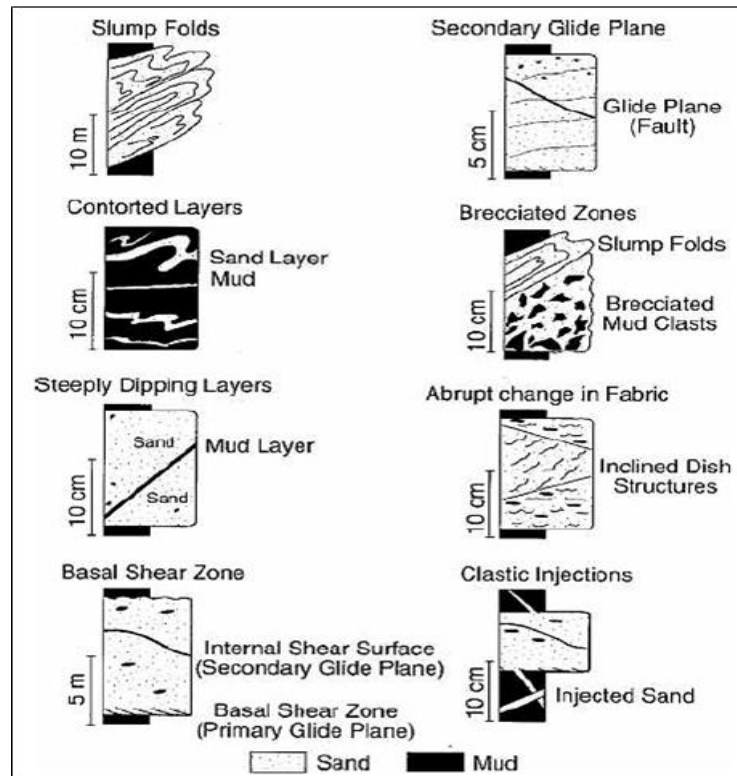 Slump Folds
10 m
Secondary Glide Plane
Glide Plane
(Fault)
5 cm
Contorted Layers
Sand Layer
Mud
10 cm
Brecciated Zones
Slump Folds
Brecciated
Mud Clasts
10 cm
Steeply Dipping Layers
Sand
Mud Layer
Sand
10 cm
Abrupt change in Fabric
Inclined Dish
Structures
10 cm
Basal Shear Zone
Internal Shear Surface
(Secondary Glide Plane)
5 m
Basal Shear Zone
(Primary Glide Plane)
Clastic Injections
10 cm
Injected Sand
Sand
Mud